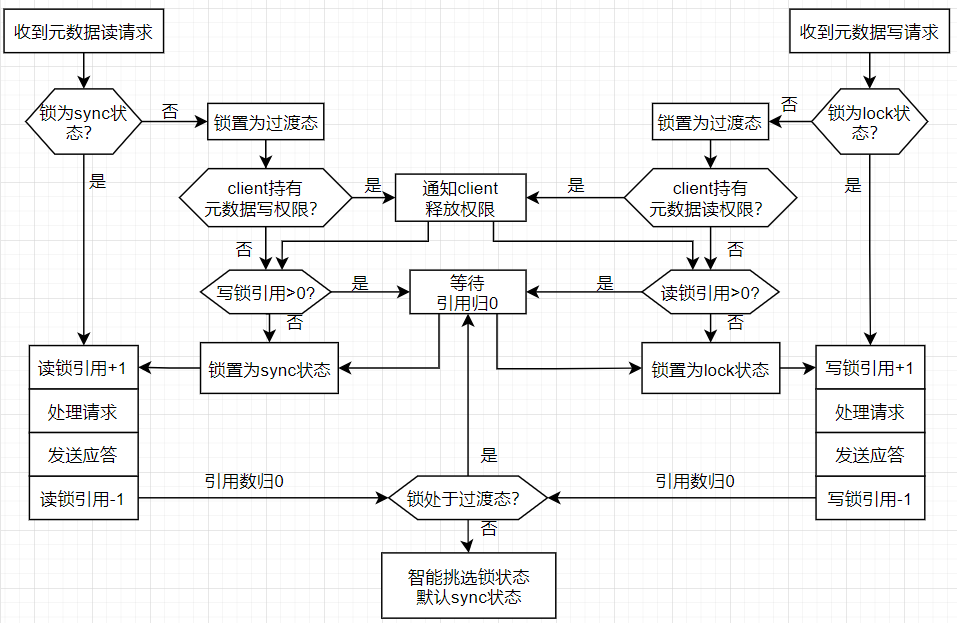 收到元数据读请求
收到元数据写请求
锁为sync状
态？
否
锁置为过渡态
锁置为过渡态
否
锁为lock状
态？
是
client持有
元数据写权限？
是
通知client
释放权限
是
client持有
元数据读权限？
是
否
否
写锁引用>0？
是
等待
引用归0
是
读锁引用>0？
否
否
读锁引用+1
锁置为sync状态
锁置为lock状态
写锁引用+1
处理请求
处理请求
发送应答
是
发送应答
读锁引用-1
引用数归0
锁处于过渡态？
引用数归0
写锁引用-1
否
智能挑选锁状态
默认sync状态